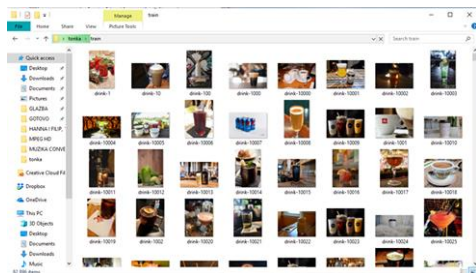 Manage train
File Home Share View Picture Tools
tonka train Search train
Quick access
Desktop
Downloads
Documents
Pictures
GLAZBA
GOTOVO
HANNA I FILIP,
MPEG HD
MUZIKA CONVE
tonka
Creative Cloud Fil
Dropbox
OneDrive
This PC
3D Objects
Desktop
Documents
Downloads
Music
drink-1 drink-10 drink-100 drink-1000 drink-10000 drink-10001 drink-10002 drink-10003
drink-10004 drink-10005 drink-10006 drink-10007 drink-10008 drink-10009 drink-1001 drink-10010
drink-10011 drink-10012 drink-10013 drink-10014 drink-10015 drink-10016 drink-10017 drink-10018
drink-10019 drink-1002 drink-10020 drink-10021 drink-10022 drink-10023 drink-10024 drink-10025